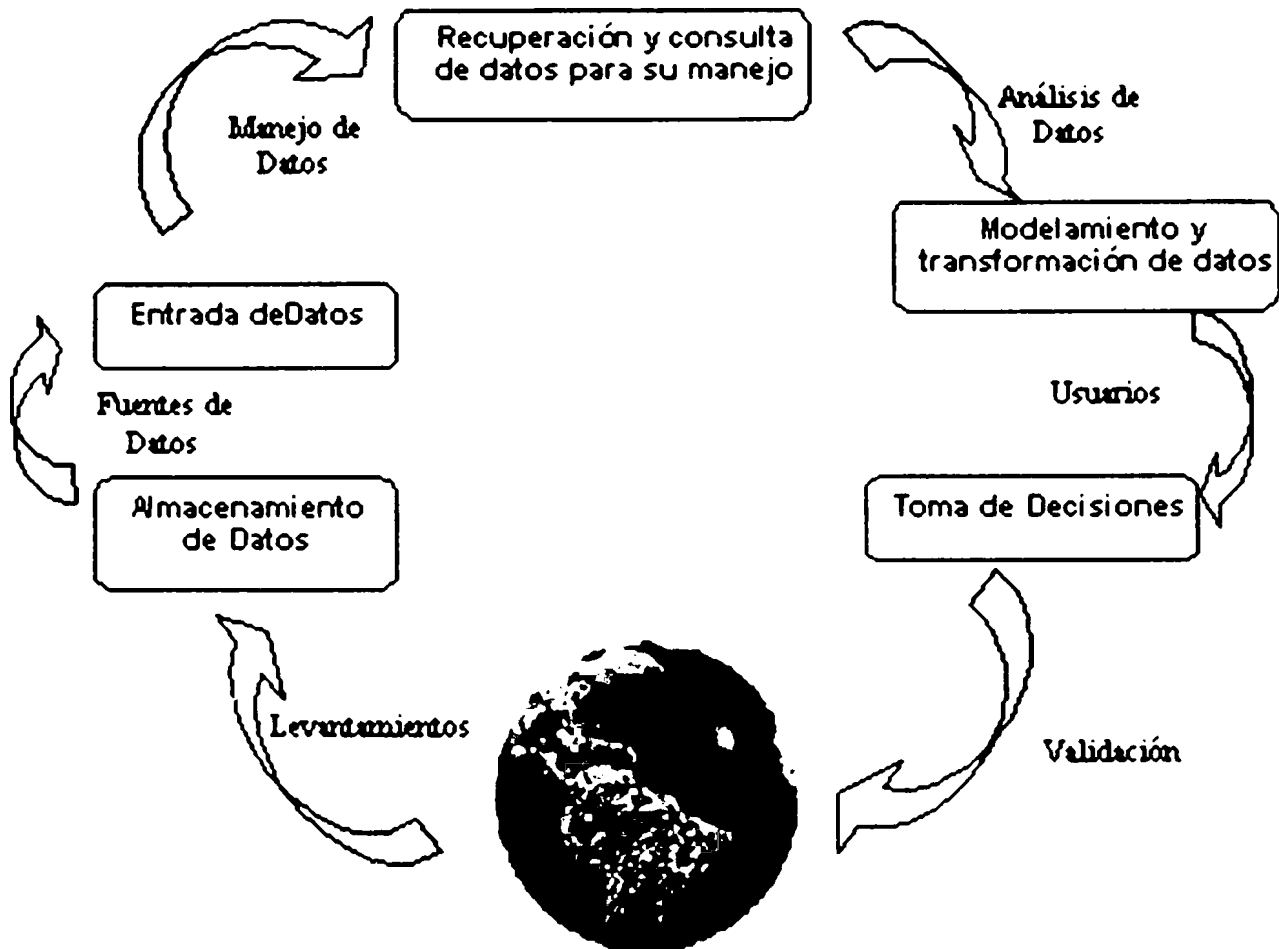 Recuperación y consulta
de datos para su manejo
Manejo de
Datos
Análisis de
Datos
Modelamiento y
transformación de datos
Entrada deDatos
Fuentes de
Datos
Usuarios
Almacenamiento
de Datos
Toma de Decisiones
Levantamientos
Validación